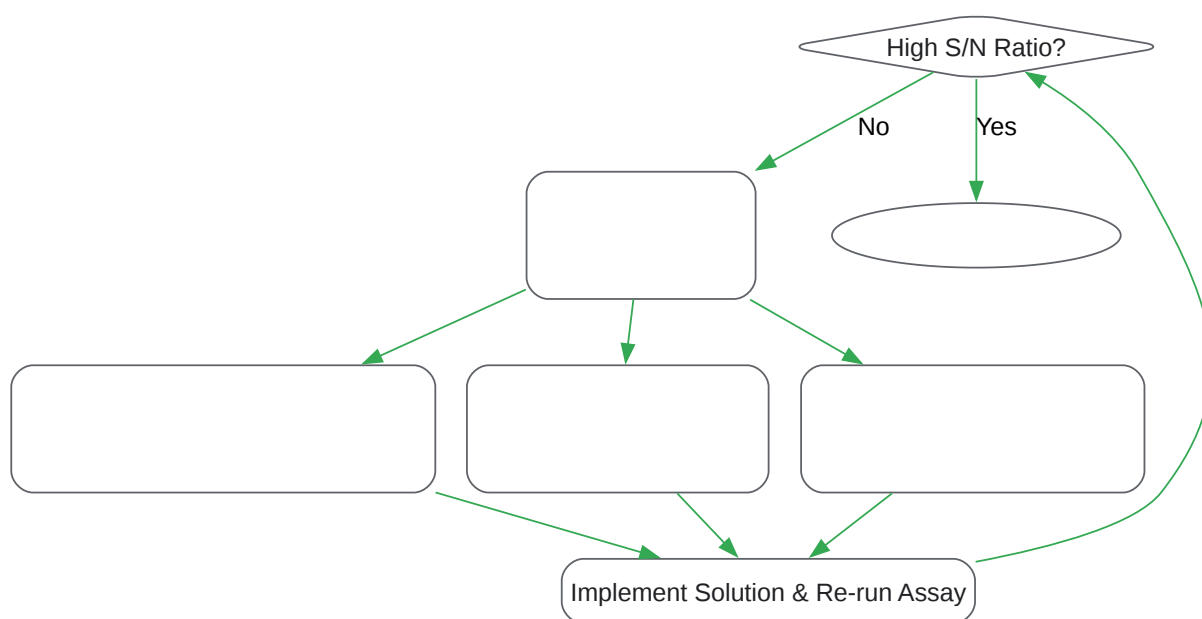 High S/N Ratio?
No
Yes
Implement Solution & Re-run Assay